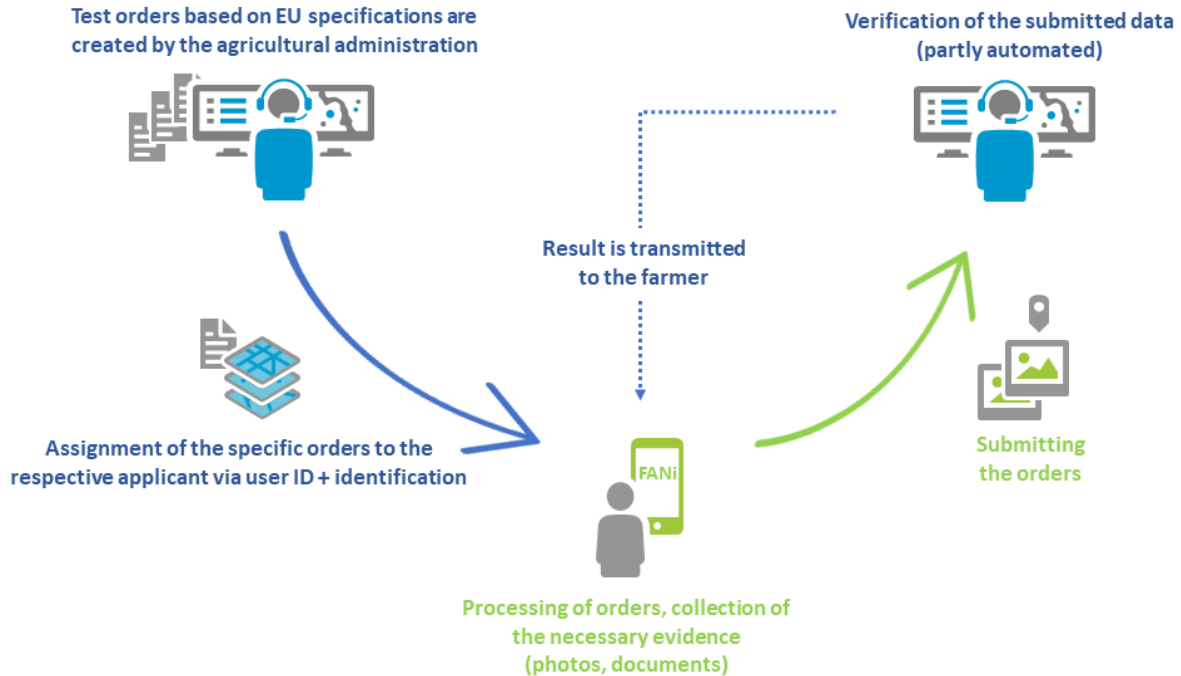 Test orders based on EU specifications are
created by the agricultural administration
Verification of the submitted data
(partly automated)
Result is transmitted
to the farmer
Assignment of the specific orders to the
respective applicant via user ID + identification
FANi
Submitting
the orders
Processing of orders, collection of
the necessary evidence
(photos, documents)